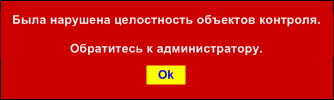 Была нарушена целостность объектов контроля.
Обратитесь к администратору.
Ok